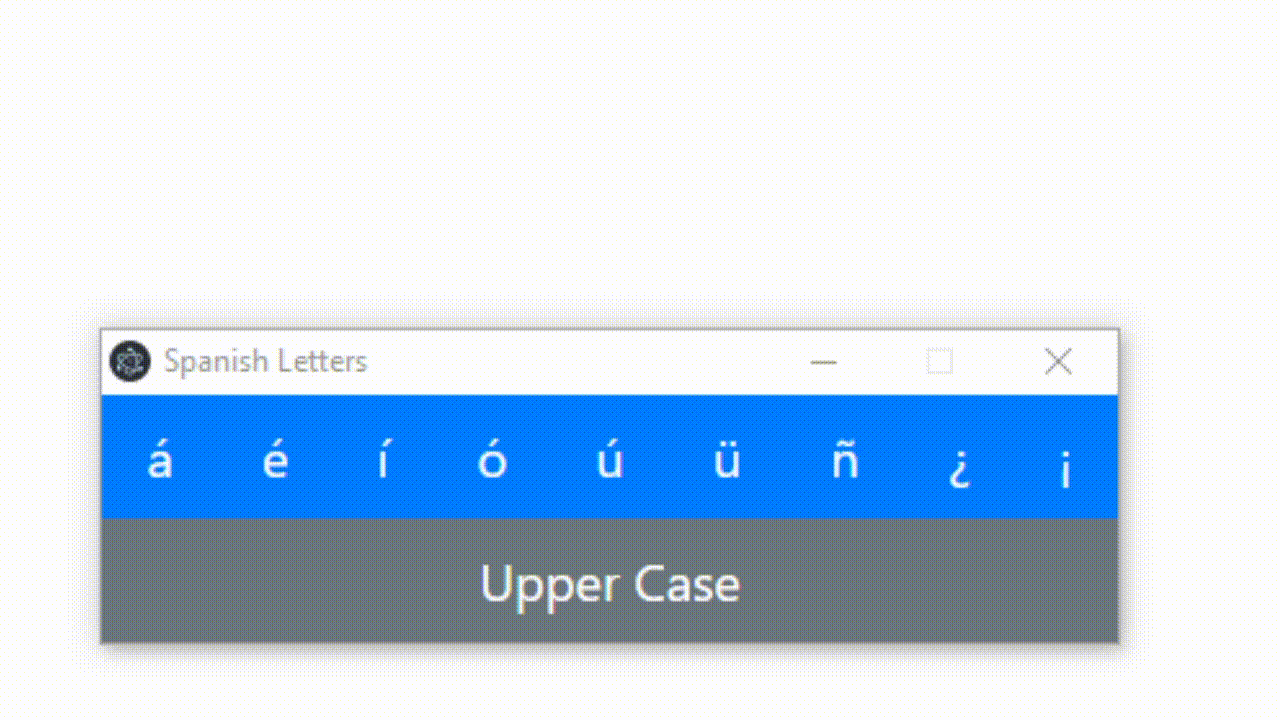 Spanish Letters
á é í ó ú ü ñ ¿ ¡
Upper Case